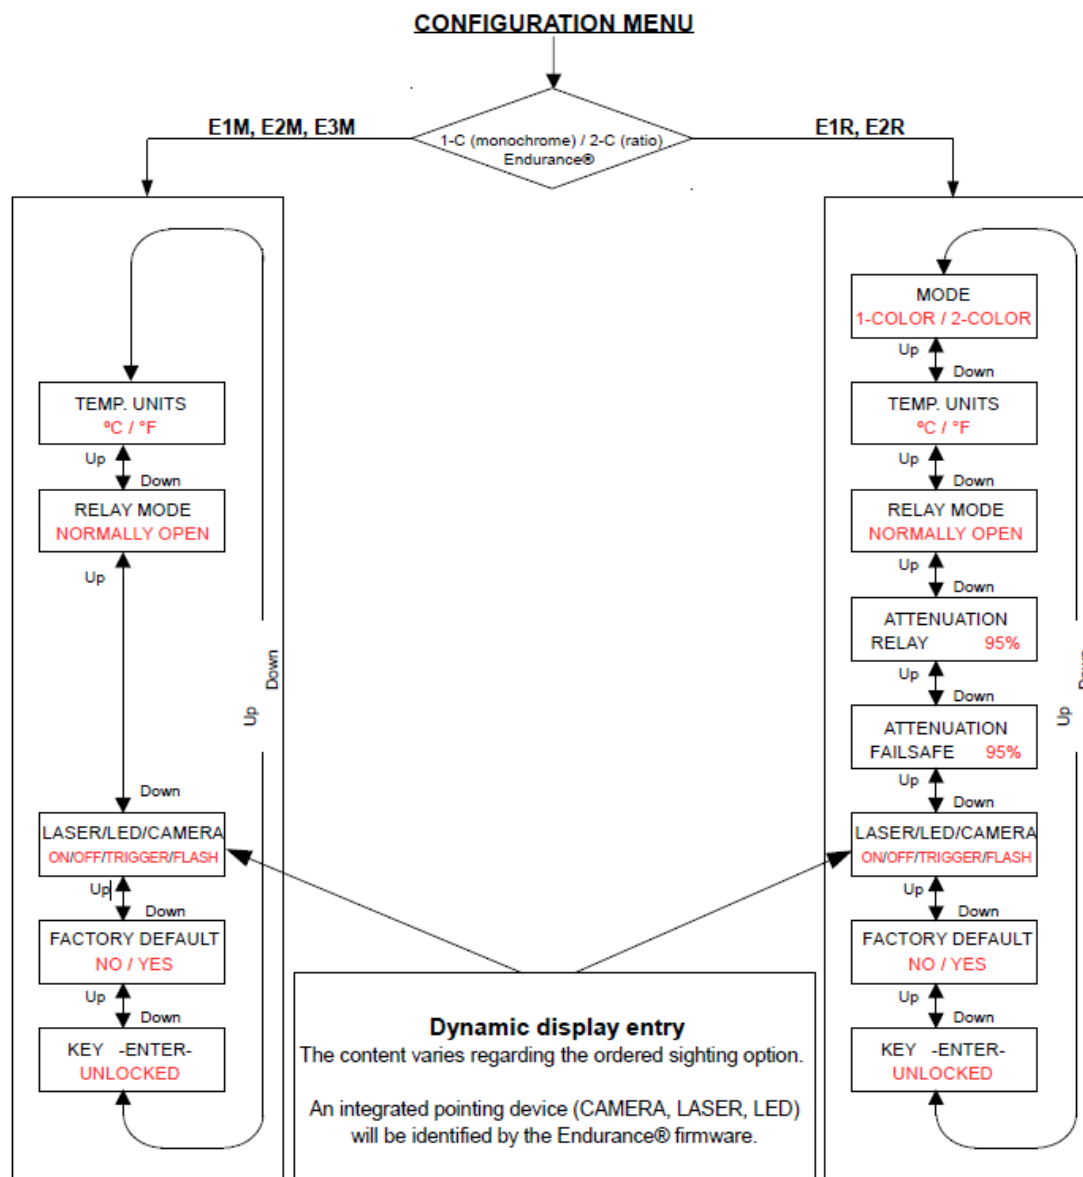 CONFIGURATION MENU
E1M, E2M, E3M
1-C (monochrome) / 2-C (ratio)
Endurance®
E1R, E2R
TEMP. UNITS
ºC / °F
Up
Down
RELAY MODE
NORMALLY OPEN
Up
Down
LASER/LED/CAMERA
ON/OFF/TRIGGER/FLASH
Up
Down
FACTORY DEFAULT
NO / YES
Up
Down
KEY -ENTER-
UNLOCKED
Up
Down
MODE
1-COLOR / 2-COLOR
Up
Down
TEMP. UNITS
ºC / °F
Up
Down
RELAY MODE
NORMALLY OPEN
Up
Down
ATTENUATION
RELAY 95%
Up
Down
ATTENUATION
FAILSAFE 95%
Up
Down
LASER/LED/CAMERA
ON/OFF/TRIGGER/FLASH
Up
Down
FACTORY DEFAULT
NO / YES
Up
Down
KEY -ENTER-
UNLOCKED
Up
Down
Dynamic display entry
The content varies regarding the ordered sighting option.
An integrated pointing device (CAMERA, LASER, LED)
will be identified by the Endurance® firmware.